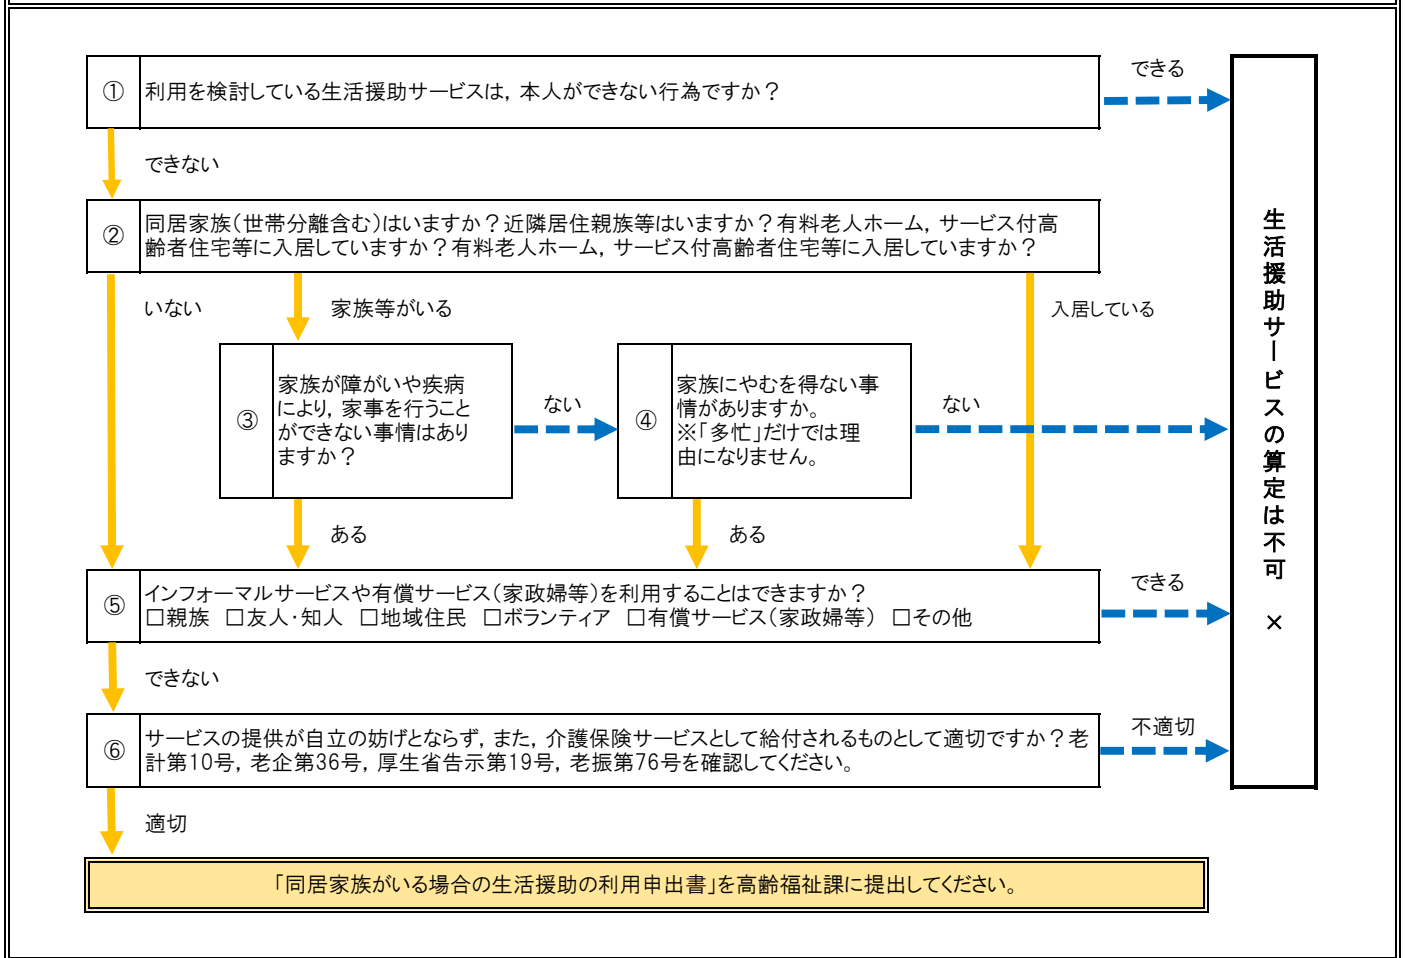 ① 利用を検討している生活援助サービスは，本人ができない行為ですか？
できる
できない
② 同居家族（世帯分離含む）はいますか？近隣居住親族等はいますか？有料老人ホーム，サービス付高
齢者住宅等に入居していますか？有料老人ホーム，サービス付高齢者住宅等に入居していますか？
いない
家族等がいる
入居している
③ 家族が障がいや疾病
により，家事を行うこと
ができない事情はあり
ますか？
ない
④ 家族にやむを得ない事
情がありますか。
※「多忙」だけでは理
由になりません。
ない
ある
ある
⑤ インフォーマルサービスや有償サービス（家政婦等）を利用することはできますか？
□親族　□友人・知人　□地域住民　□ボランティア　□有償サービス（家政婦等）　□その他
できる
できない
⑥ サービスの提供が自立の妨げとならず，また，介護保険サービスとして給付されるものとして適切ですか？老
計第10号，老企第36号，厚生省告示第19号，老振第76号を確認してください。
不適切
適切
生活援助サービスの算定は不可　×
「同居家族がいる場合の生活援助の利用申出書」を高齢福祉課に提出してください。